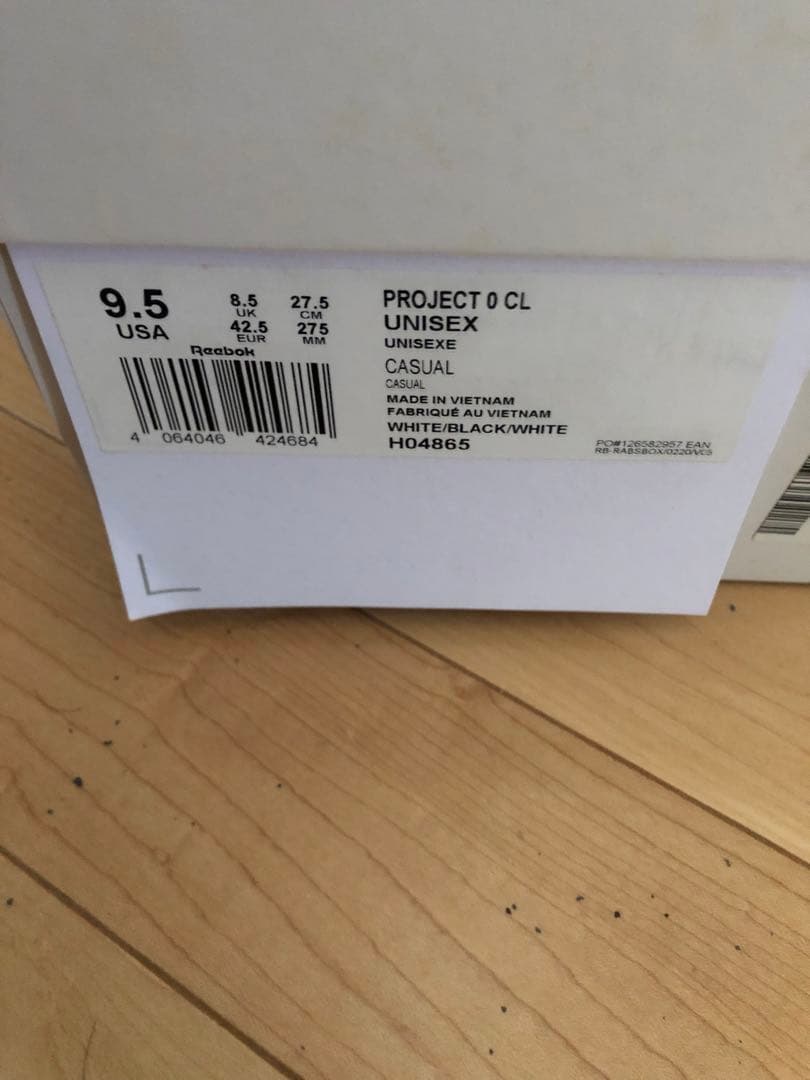 9.5
USA
8.5
UK
42.5
EUR
27.5
CM
275
MM
Reebok
4 064046 424684
PROJECT 0 CL
UNISEX
UNISEXE
CASUAL
CASUAL
MADE IN VIETNAM
FABRIQUÉ AU VIETNAM
WHITE/BLACK/WHITE
H04865
PO#126582957 EAN
RB-RABSBOX/0220/VC5